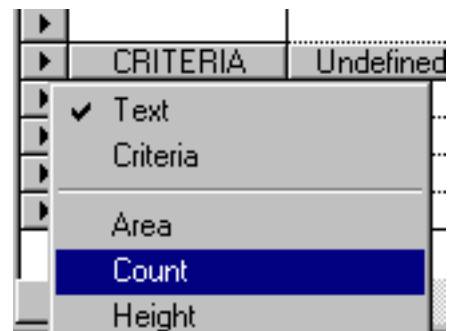 CRITERIA Undefined
Text
Criteria
Area
Count
Height